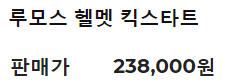 루모스 헬멧 킥스타트
판매가 238,000원